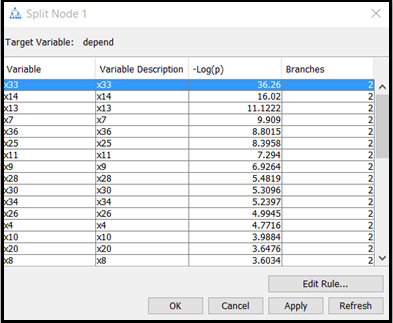 Split Node 1
Target Variable: depend
Variable Variable Description -Log(p) Branches
x33 x33 36.26 2
x14 x14 16.02 2
x13 x13 11.1222 2
x7 x7 9.909 2
x36 x36 8.8015 2
x25 x25 8.3958 2
x11 x11 7.294 2
x9 x9 6.9264 2
x28 x28 5.4819 2
x30 x30 5.3096 2
x34 x34 5.2397 2
x26 x26 4.9945 2
x4 x4 4.7716 2
x10 x10 3.9884 2
x20 x20 3.6476 2
x8 x8 3.6034 2
Edit Rule...
OK Cancel Apply Refresh